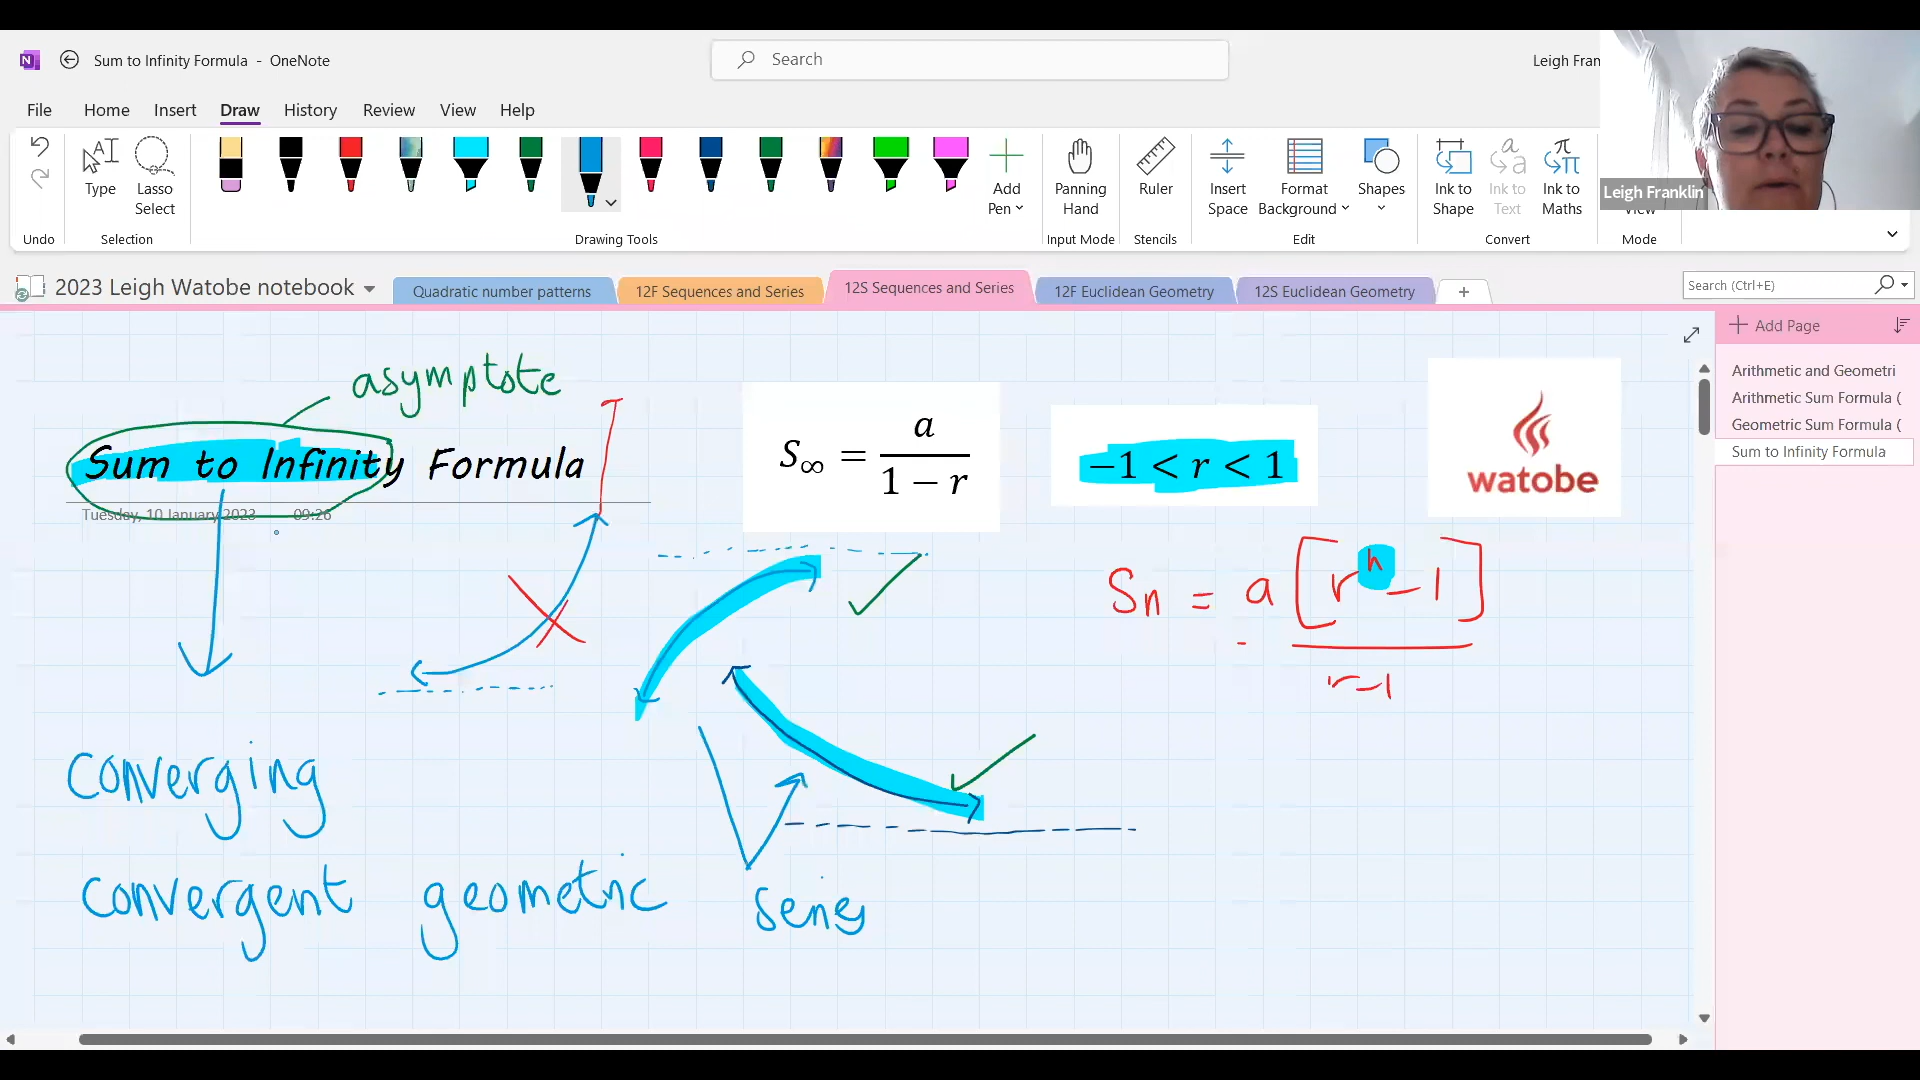 Sum to Infinity Formula - OneNote
Search
Leigh Fran
File Home Insert Draw History Review View Help
Undo
Type
Lasso Select
Selection
Drawing Tools
Add Pen
Panning Hand
Input Mode
Ruler
Stencils
Insert Space
Format Background
Shapes
Edit
Ink to Shape
Ink to Text
Ink to Maths
Convert
View
Mode
Leigh Franklin
2023 Leigh Watobe notebook
Quadratic number patterns
12F Sequences and Series
12S Sequences and Series
12F Euclidean Geometry
12S Euclidean Geometry
Search (Ctrl+E)
Add Page
Arithmetic and Geometri
Arithmetic Sum Formula (
Geometric Sum Formula (
Sum to Infinity Formula
asymptote
Sum to Infinity Formula
Tuesday, 10 January 2023 09:26
S∞ = a / 1 − r
−1 < r < 1
watobe
Sn = a [r^n − 1]
r−1
converging
convergent geometric series